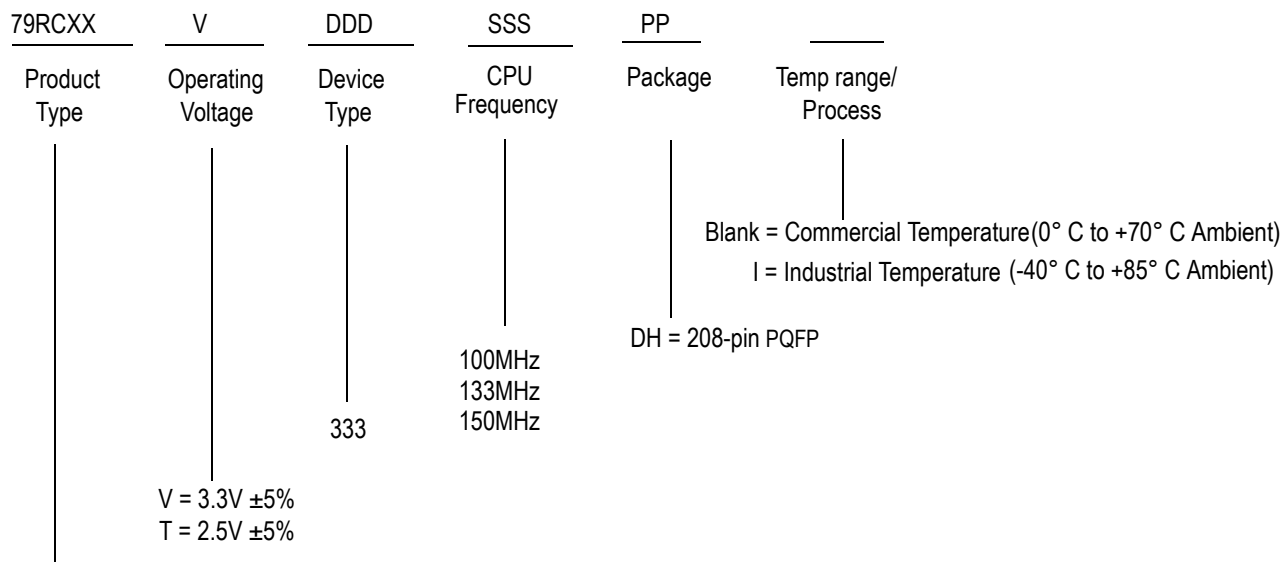 79RCXX V DDD SSS PP
Product Type
Operating Voltage
Device Type
CPU Frequency
Package
Temp range/ Process
Blank = Commercial Temperature(0° C to +70° C Ambient)
I = Industrial Temperature (-40° C to +85° C Ambient)
DH = 208-pin PQFP
100MHz
133MHz
150MHz
333
V = 3.3V ±5%
T = 2.5V ±5%